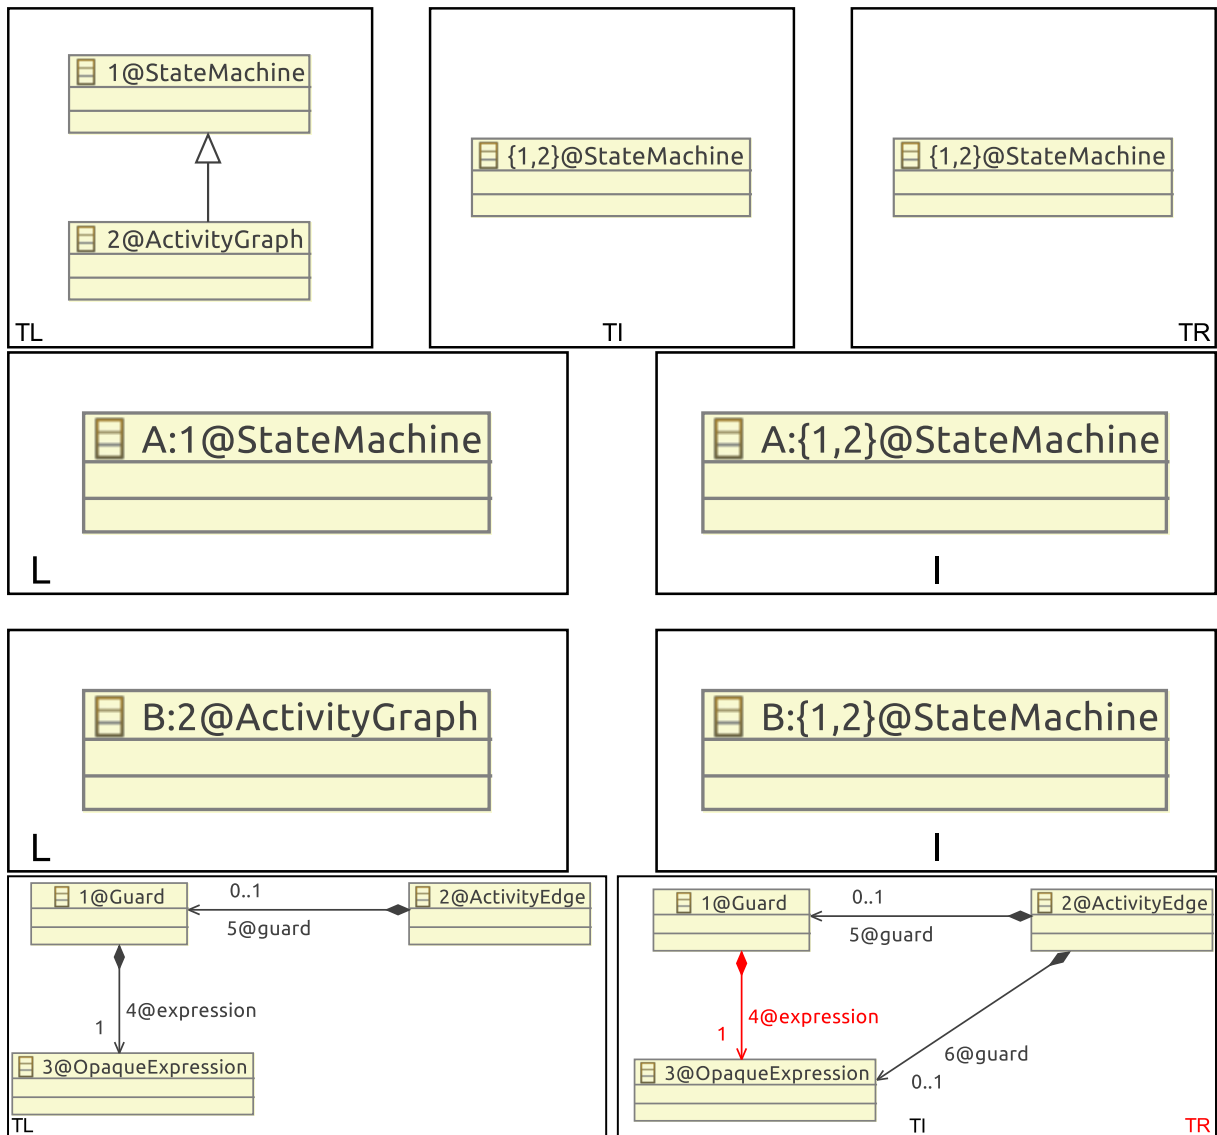 1@StateMachine
2@ActivityGraph
TL
{1,2}@StateMachine
TI
{1,2}@StateMachine
TR
A:1@StateMachine
L
A:{1,2}@StateMachine
I
B:2@ActivityGraph
L
B:{1,2}@StateMachine
I
1@Guard
0..1
5@guard
2@ActivityEdge
4@expression
1
3@OpaqueExpression
TL
1@Guard
0..1
5@guard
2@ActivityEdge
4@expression
1
6@guard
0..1
3@OpaqueExpression
TI
TR